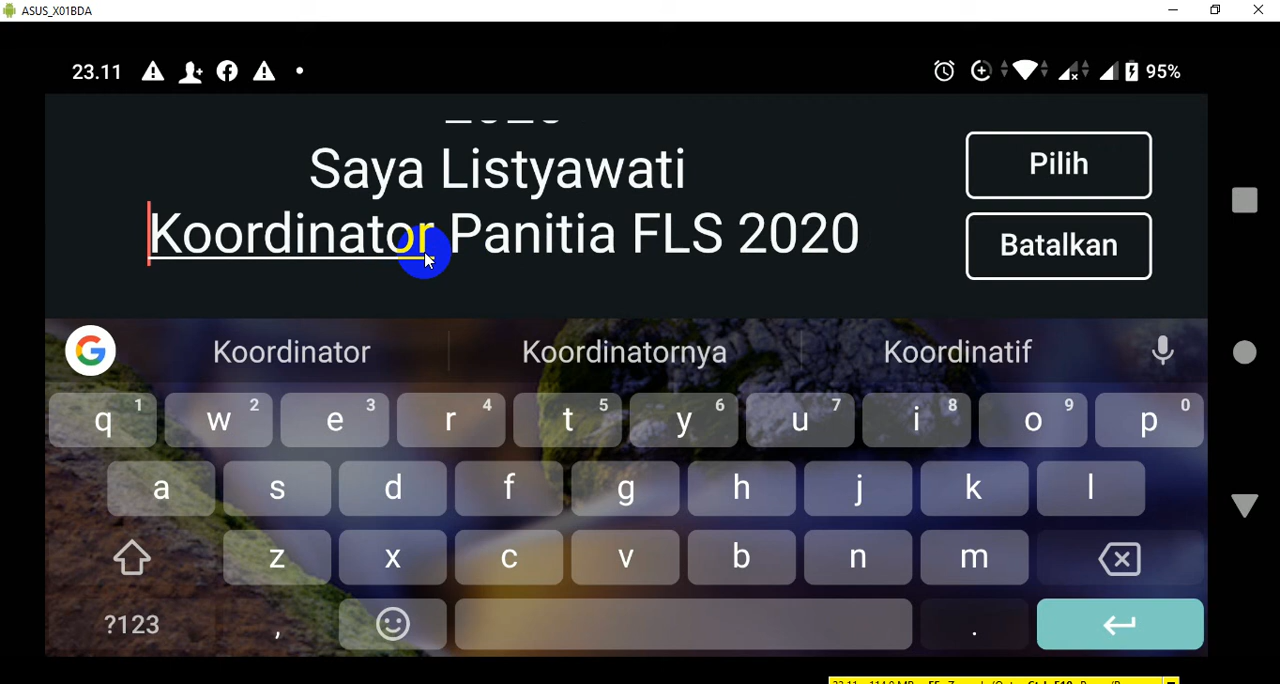 ASUS_X01BDA
23.11
95%
2020
Saya Listyawati
Koordinator Panitia FLS 2020
Pilih
Batalkan
Koordinator Koordinatornya Koordinatif
q 1 w 2 e 3 r 4 t 5 y 6 u 7 i 8 o 9 p 0
a s d f g h j k l
z x c v b n m
?123 , .